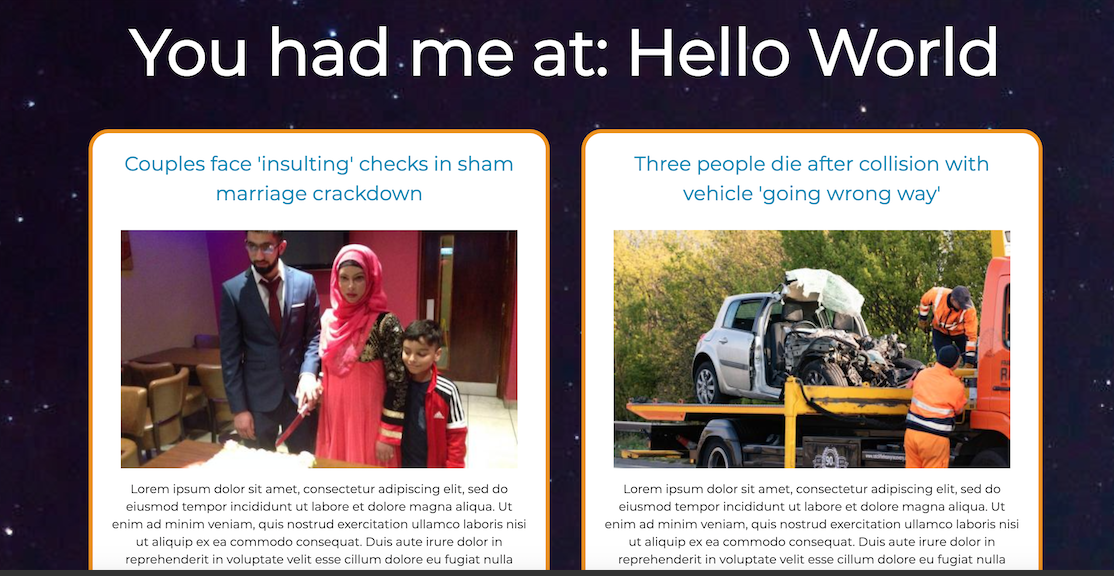 You had me at: Hello World
Couples face 'insulting' checks in sham
marriage crackdown
Lorem ipsum dolor sit amet, consectetur adipiscing elit, sed do
eiusmod tempor incididunt ut labore et dolore magna aliqua. Ut
enim ad minim veniam, quis nostrud exercitation ullamco laboris nisi
ut aliquip ex ea commodo consequat. Duis aute irure dolor in
reprehenderit in voluptate velit esse cillum dolore eu fugiat nulla
Three people die after collision with
vehicle 'going wrong way'
90
Lorem ipsum dolor sit amet, consectetur adipiscing elit, sed do
eiusmod tempor incididunt ut labore et dolore magna aliqua. Ut
enim ad minim veniam, quis nostrud exercitation ullamco laboris nisi
ut aliquip ex ea commodo consequat. Duis aute irure dolor in
reprehenderit in voluptate velit esse cillum dolore eu fugiat nulla